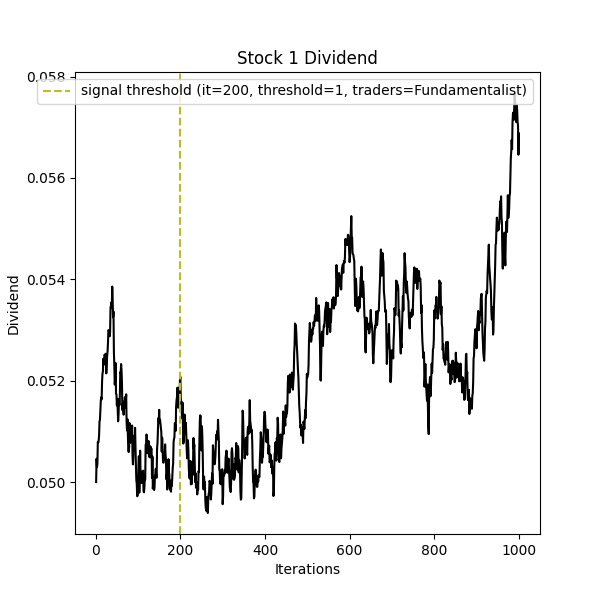 Stock 1 Dividend
signal threshold (it=200, threshold=1, traders=Fundamentalist)
0.058
0.056
0.054
0.052
0.050
Dividend
0 200 400 600 800 1000
Iterations